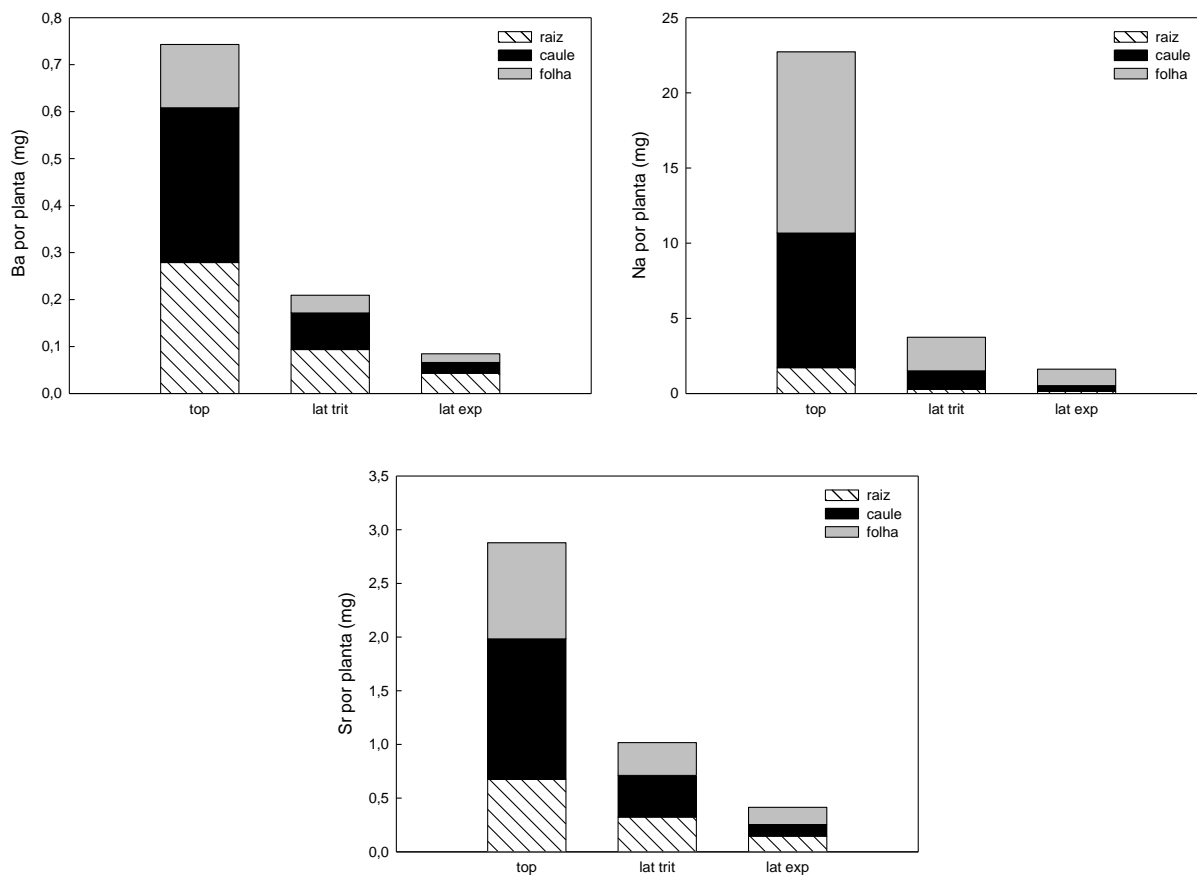 Ba por planta (mg)
0,8
0,7
0,6
0,5
0,4
0,3
0,2
0,1
0,0
raiz
caule
folha
top lat trit lat exp
Na por planta (mg)
25
20
15
10
5
0
raiz
caule
folha
top lat trit lat exp
Sr por planta (mg)
3,5
3,0
2,5
2,0
1,5
1,0
0,5
0,0
raiz
caule
folha
top lat trit lat exp